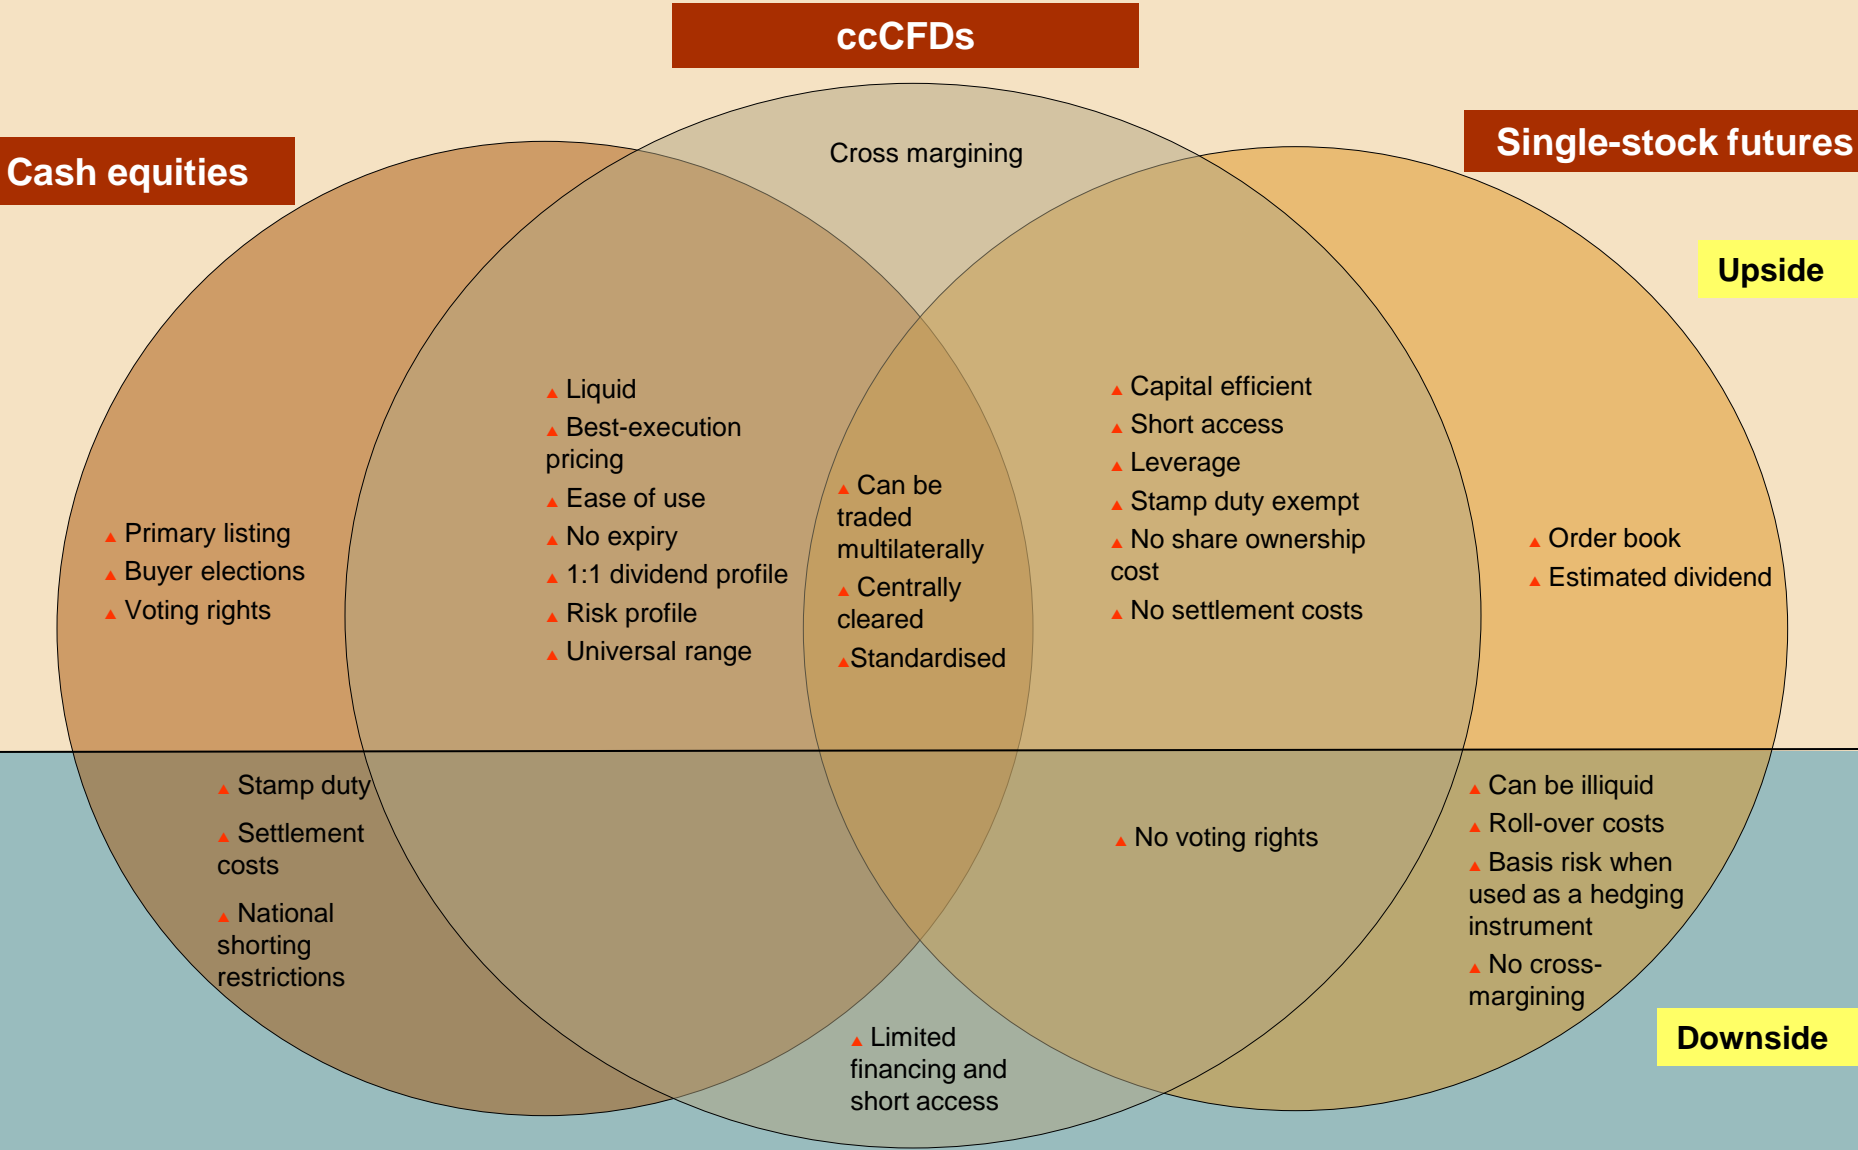 ccCFDs
Cash equities
Single-stock futures
Cross margining
Upside
Primary listing
Buyer elections
Voting rights
Liquid
Best-execution
pricing
Ease of use
No expiry
1:1 dividend profile
Risk profile
Universal range
Can be
traded
multilaterally
Centrally
cleared
Standardised
Capital efficient
Short access
Leverage
Stamp duty exempt
No share ownership
cost
No settlement costs
Order book
Estimated dividend
Stamp duty
Settlement
costs
National
shorting
restrictions
Limited
financing and
short access
No voting rights
Can be illiquid
Roll-over costs
Basis risk when
used as a hedging
instrument
No cross-
margining
Downside